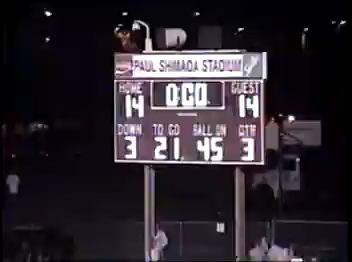 PAUL SHIMADA STADIUM
HOME 0:00. GUEST
14 14
DOWN TO GO BALL ON QTR
3 21 45 3